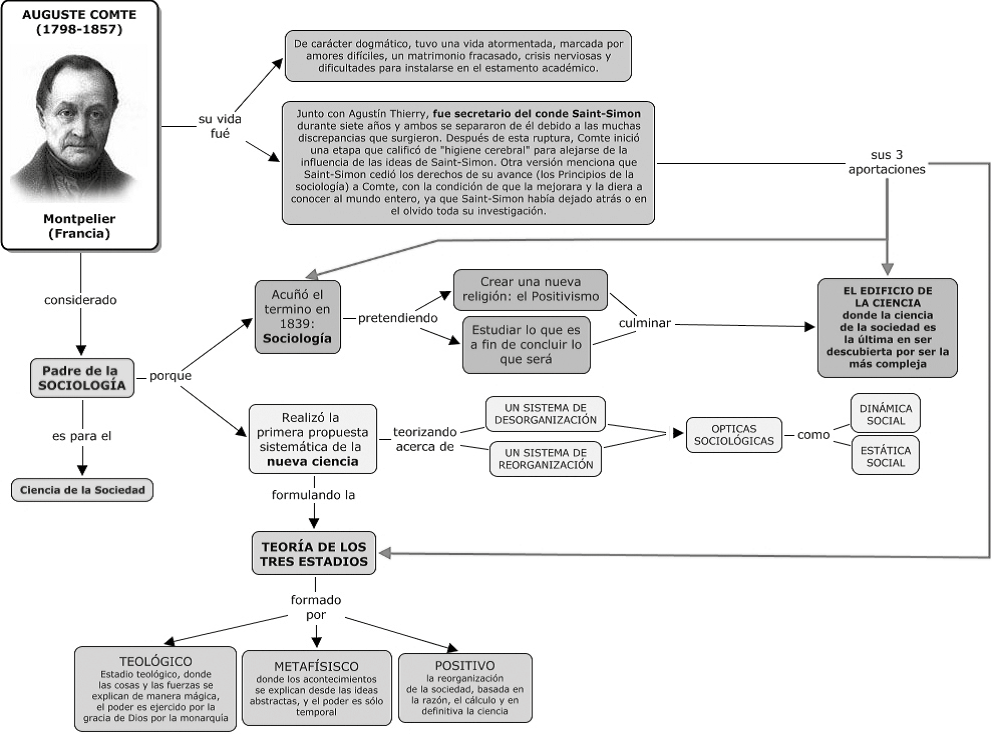 AUGUSTE COMTE
(1798-1857)
Montpelier
(Francia)
su vida
fué
De carácter dogmático, tuvo una vida atormentada, marcada por
amores difíciles, un matrimonio fracasado, crisis nerviosas y
dificultades para instalarse en el estamento académico.
Junto con Agustín Thierry, fue secretario del conde Saint-Simon
durante siete años y ambos se separaron de él debido a las muchas
discrepancias que surgieron. Después de esta ruptura, Comte inició
una etapa que calificó de "higiene cerebral" para alejarse de la
influencia de las ideas de Saint-Simon. Otra versión menciona que
Saint-Simon cedió los derechos de su avance (los Principios de la
sociología) a Comte, con la condición de que la mejorara y la diera a
conocer al mundo entero, ya que Saint-Simon había dejado atrás o en
el olvido toda su investigación.
sus 3
aportaciones
considerado
Padre de la
SOCIOLOGÍA
es para el
Ciencia de la Sociedad
porque
Acuñó el
termino en
1839:
Sociología
pretendiendo
Crear una nueva
religión: el Positivismo
Estudiar lo que es
a fin de concluir lo
que será
culminar
EL EDIFICIO DE
LA CIENCIA
donde la ciencia
de la sociedad es
la última en ser
descubierta por ser la
más compleja
Realizó la
primera propuesta
sistemática de la
nueva ciencia
teorizando
acerca de
UN SISTEMA DE
DESORGANIZACIÓN
UN SISTEMA DE
REORGANIZACIÓN
OPTICAS
SOCIOLÓGICAS
como
DINÁMICA
SOCIAL
ESTÁTICA
SOCIAL
formulando la
TEORÍA DE LOS
TRES ESTADIOS
formado
por
TEOLÓGICO
Estadio teológico, donde
las cosas y las fuerzas se
explican de manera mágica,
el poder es ejercido por la
gracia de Dios por la monarquía
METAFÍSISCO
donde los acontecimientos
se explican desde las ideas
abstractas, y el poder es sólo
temporal
POSITIVO
la reorganización
de la sociedad, basada en
la razón, el cálculo y en
definitiva la ciencia